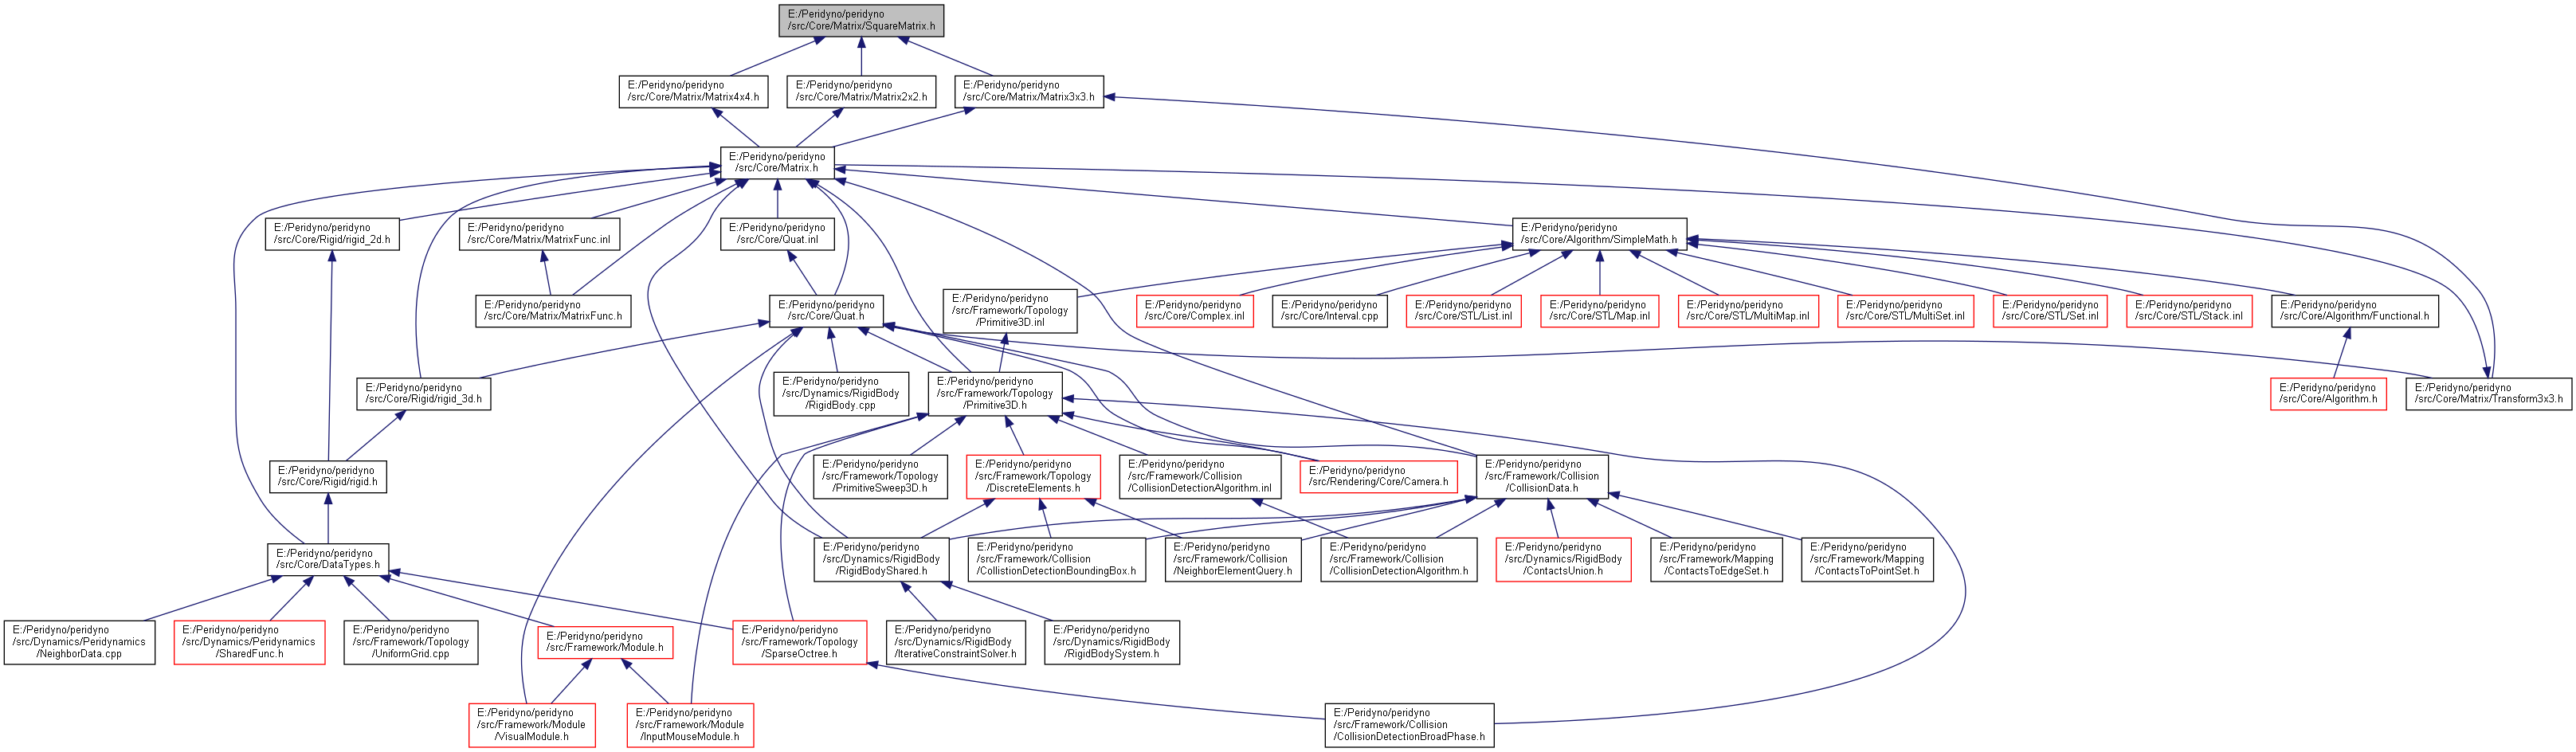 E:/Peridyno/peridyno
/src/Core/Matrix/SquareMatrix.h
E:/Peridyno/peridyno
/src/Core/Matrix/Matrix4x4.h
E:/Peridyno/peridyno
/src/Core/Matrix/Matrix2x2.h
E:/Peridyno/peridyno
/src/Core/Matrix/Matrix3x3.h
E:/Peridyno/peridyno
/src/Core/Matrix.h
E:/Peridyno/peridyno
/src/Core/Rigid/rigid_2d.h
E:/Peridyno/peridyno
/src/Core/Matrix/MatrixFunc.inl
E:/Peridyno/peridyno
/src/Core/Quat.inl
E:/Peridyno/peridyno
/src/Core/Algorithm/SimpleMath.h
E:/Peridyno/peridyno
/src/Core/Matrix/MatrixFunc.h
E:/Peridyno/peridyno
/src/Core/Quat.h
E:/Peridyno/peridyno
/src/Framework/Topology
/Primitive3D.inl
E:/Peridyno/peridyno
/src/Core/Complex.inl
E:/Peridyno/peridyno
/src/Core/Interval.cpp
E:/Peridyno/peridyno
/src/Core/STL/List.inl
E:/Peridyno/peridyno
/src/Core/STL/Map.inl
E:/Peridyno/peridyno
/src/Core/STL/MultiMap.inl
E:/Peridyno/peridyno
/src/Core/STL/MultiSet.inl
E:/Peridyno/peridyno
/src/Core/STL/Set.inl
E:/Peridyno/peridyno
/src/Core/STL/Stack.inl
E:/Peridyno/peridyno
/src/Core/Algorithm/Functional.h
E:/Peridyno/peridyno
/src/Core/Rigid/rigid_3d.h
E:/Peridyno/peridyno
/src/Dynamics/RigidBody
/RigidBody.cpp
E:/Peridyno/peridyno
/src/Framework/Topology
/Primitive3D.h
E:/Peridyno/peridyno
/src/Core/Algorithm.h
E:/Peridyno/peridyno
/src/Core/Matrix/Transform3x3.h
E:/Peridyno/peridyno
/src/Core/Rigid/rigid.h
E:/Peridyno/peridyno
/src/Framework/Topology
/PrimitiveSweep3D.h
E:/Peridyno/peridyno
/src/Framework/Topology
/DiscreteElements.h
E:/Peridyno/peridyno
/src/Framework/Collision
/CollisionDetectionAlgorithm.inl
E:/Peridyno/peridyno
/src/Rendering/Core/Camera.h
E:/Peridyno/peridyno
/src/Framework/Collision
/CollisionData.h
E:/Peridyno/peridyno
/src/Core/DataTypes.h
E:/Peridyno/peridyno
/src/Dynamics/RigidBody
/RigidBodyShared.h
E:/Peridyno/peridyno
/src/Framework/Collision
/CollistionDetectionBoundingBox.h
E:/Peridyno/peridyno
/src/Framework/Collision
/NeighborElementQuery.h
E:/Peridyno/peridyno
/src/Framework/Collision
/CollisionDetectionAlgorithm.h
E:/Peridyno/peridyno
/src/Dynamics/RigidBody
/ContactsUnion.h
E:/Peridyno/peridyno
/src/Framework/Mapping
/ContactsToEdgeSet.h
E:/Peridyno/peridyno
/src/Framework/Mapping
/ContactsToPointSet.h
E:/Peridyno/peridyno
/src/Dynamics/Peridynamics
/NeighborData.cpp
E:/Peridyno/peridyno
/src/Dynamics/Peridynamics
/SharedFunc.h
E:/Peridyno/peridyno
/src/Framework/Topology
/UniformGrid.cpp
E:/Peridyno/peridyno
/src/Framework/Module.h
E:/Peridyno/peridyno
/src/Framework/Topology
/SparseOctree.h
E:/Peridyno/peridyno
/src/Dynamics/RigidBody
/IterativeConstraintSolver.h
E:/Peridyno/peridyno
/src/Dynamics/RigidBody
/RigidBodySystem.h
E:/Peridyno/peridyno
/src/Framework/Module
/VisualModule.h
E:/Peridyno/peridyno
/src/Framework/Module
/InputMouseModule.h
E:/Peridyno/peridyno
/src/Framework/Collision
/CollisionDetectionBroadPhase.h